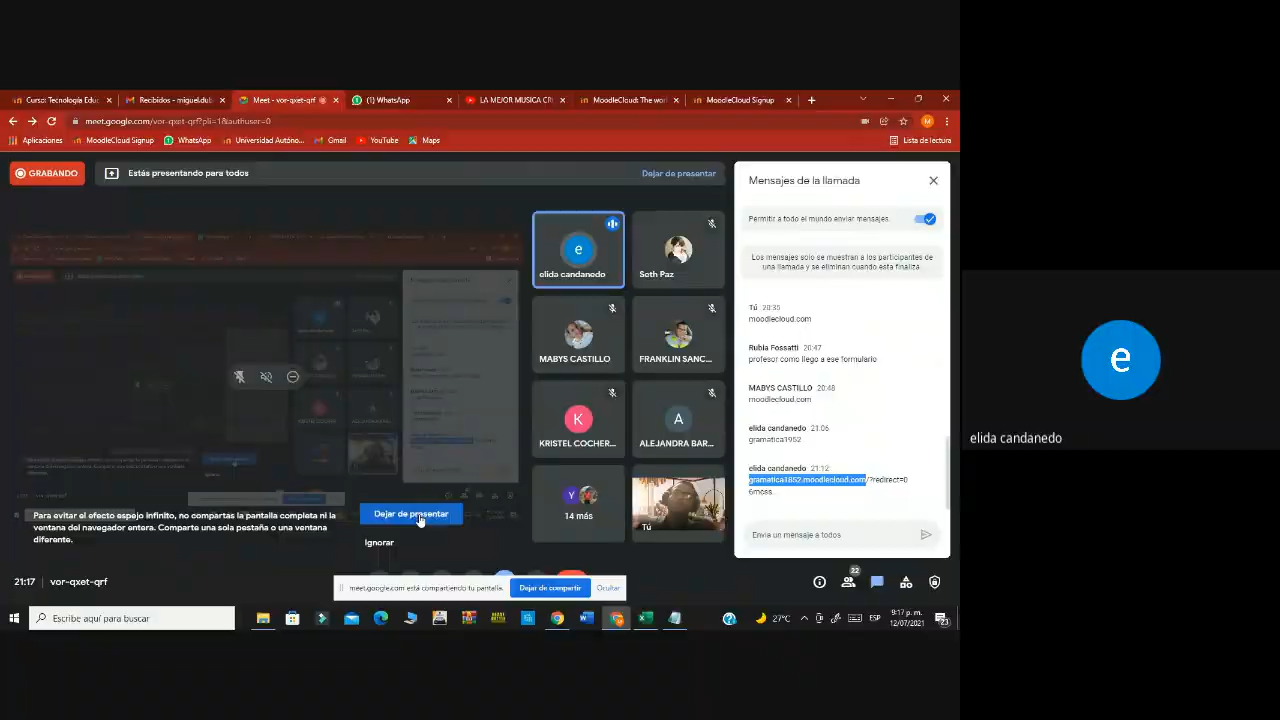 Curso: Tecnología Educ
Recibidos - miguel.dub
Meet - vor-qxet-qrf
(1) WhatsApp
LA MEJOR MUSICA CRI
MoodleCloud: The worl
MoodleCloud Signup
meet.google.com/vor-qxet-qrf?pli=1&authuser=0
Aplicaciones
MoodleCloud Signup
WhatsApp
Universidad Autóno...
Gmail
YouTube
Maps
Lista de lectura
GRABANDO
Estás presentando para todos
Dejar de presentar
elida candanedo
Seth Paz
MABYS CASTILLO
FRANKLIN SANC...
KRISTEL COCHER...
A
ALEJANDRA BAR...
K
e
Y
14 más
Tú
Para evitar el efecto espejo infinito, no compartas la pantalla completa ni la
ventana del navegador entera. Comparte una sola pestaña o una ventana
diferente.
Dejar de presentar
Ignorar
21:17 vor-qxet-qrf
meet.google.com está compartiendo tu pantalla.
Dejar de compartir
Ocultar
Mensajes de la llamada
Permitir a todo el mundo enviar mensajes.
Los mensajes solo se muestran a los participantes de
una llamada y se eliminan cuando esta finaliza.
Tú 20:35
moodlecloud.com
Rubia Fossatti 20:47
profesor como llego a ese formulario
MABYS CASTILLO 20:48
moodlecloud.com
elida candanedo 21:06
gramatica1952
elida candanedo 21:12
gramatica1852.moodlecloud.com/?redirect=0
6mcss.
Envía un mensaje a todos
22
Escribe aquí para buscar
27°C
ESP
9:17 p. m.
12/07/2021
23
e
elida candanedo